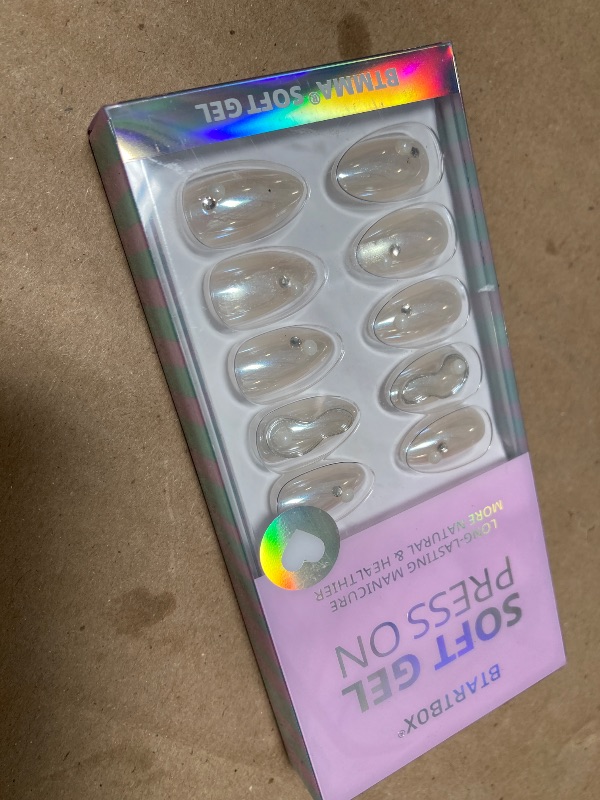 BTARTBOX®
SOFT GEL
PRESS ON
LONG-LASTING MANICURE
MORE NATURAL & HEALTHIER
BTMMA® SOFT GEL